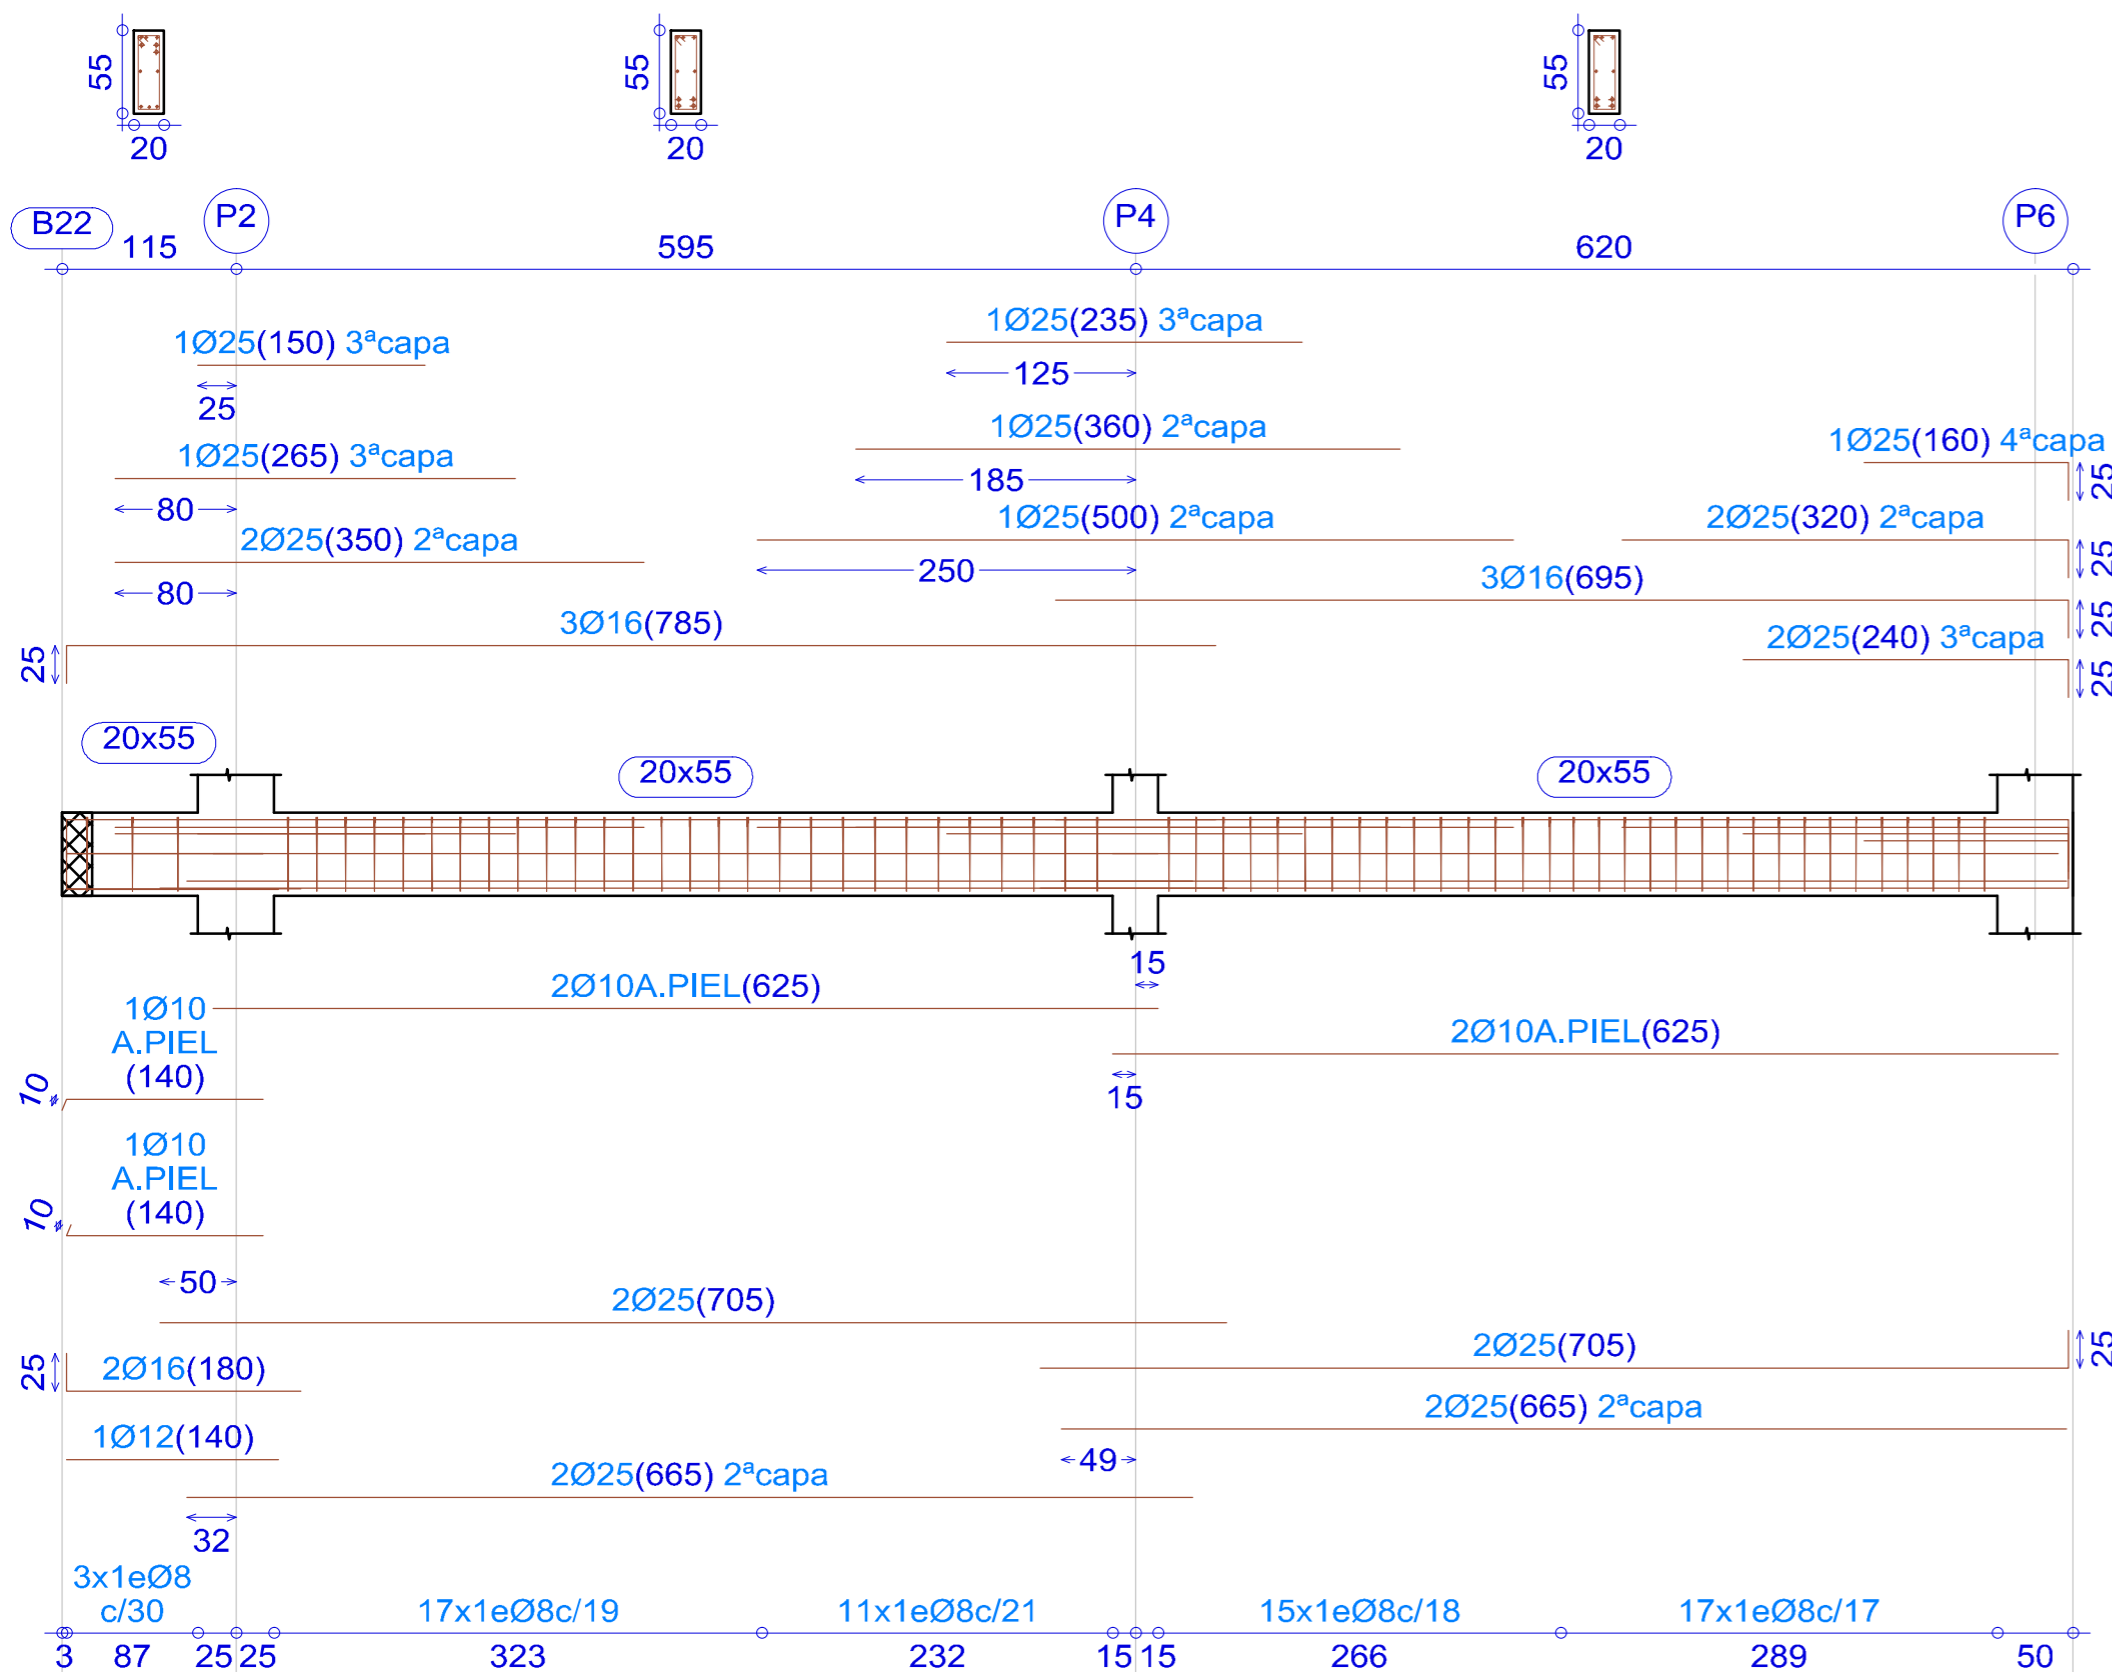 55
55
55
20
20
20
B22
P2
P4
P6
115
595
620
1Ø25(235) 3ªcapa
1Ø25(150) 3ªcapa
125
25
1Ø25(360) 2ªcapa
1Ø25(160) 4ªcapa
1Ø25(265) 3ªcapa
185
25
80
1Ø25(500) 2ªcapa
2Ø25(320) 2ªcapa
2Ø25(350) 2ªcapa
25
250
3Ø16(695)
80
3Ø16(785)
25
2Ø25(240) 3ªcapa
25
25
20x55
20x55
20x55
15
2Ø10A.PIEL(625)
1Ø10
A.PIEL
(140)
2Ø10A.PIEL(625)
10
15
1Ø10
A.PIEL
(140)
10
50
2Ø25(705)
2Ø25(705)
25
25
2Ø16(180)
2Ø25(665) 2ªcapa
1Ø12(140)
49
2Ø25(665) 2ªcapa
32
3x1eØ8
c/30
17x1eØ8c/19
11x1eØ8c/21
15x1eØ8c/18
17x1eØ8c/17
3
87
25
25
323
232
15
15
266
289
50